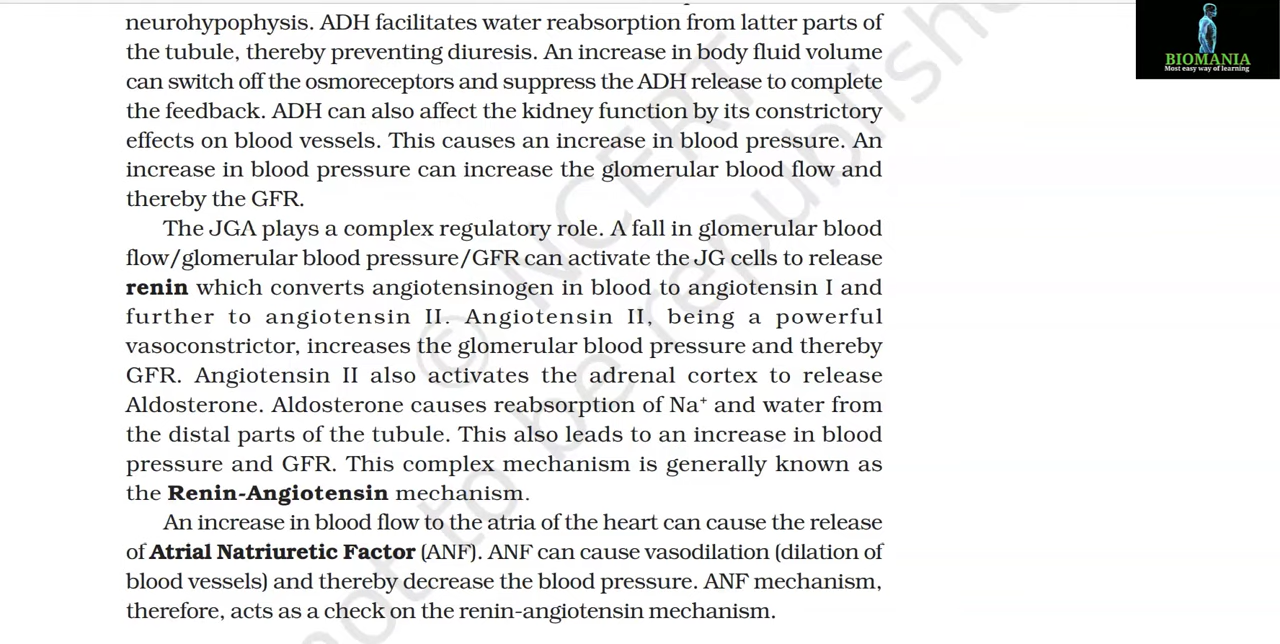 neurohypophysis. ADH facilitates water reabsorption from latter parts of
the tubule, thereby preventing diuresis. An increase in body fluid volume
can switch off the osmoreceptors and suppress the ADH release to complete
the feedback. ADH can also affect the kidney function by its constrictory
effects on blood vessels. This causes an increase in blood pressure. An
increase in blood pressure can increase the glomerular blood flow and
thereby the GFR.
The JGA plays a complex regulatory role. A fall in glomerular blood
flow/glomerular blood pressure/GFR can activate the JG cells to release
renin which converts angiotensinogen in blood to angiotensin I and
further to angiotensin II. Angiotensin II, being a powerful
vasoconstrictor, increases the glomerular blood pressure and thereby
GFR. Angiotensin II also activates the adrenal cortex to release
Aldosterone. Aldosterone causes reabsorption of Na⁺ and water from
the distal parts of the tubule. This also leads to an increase in blood
pressure and GFR. This complex mechanism is generally known as
the Renin-Angiotensin mechanism.
An increase in blood flow to the atria of the heart can cause the release
of Atrial Natriuretic Factor (ANF). ANF can cause vasodilation (dilation of
blood vessels) and thereby decrease the blood pressure. ANF mechanism,
therefore, acts as a check on the renin-angiotensin mechanism.
BIOMANIA
Most easy way of learning
© NCERT
not to be republishe